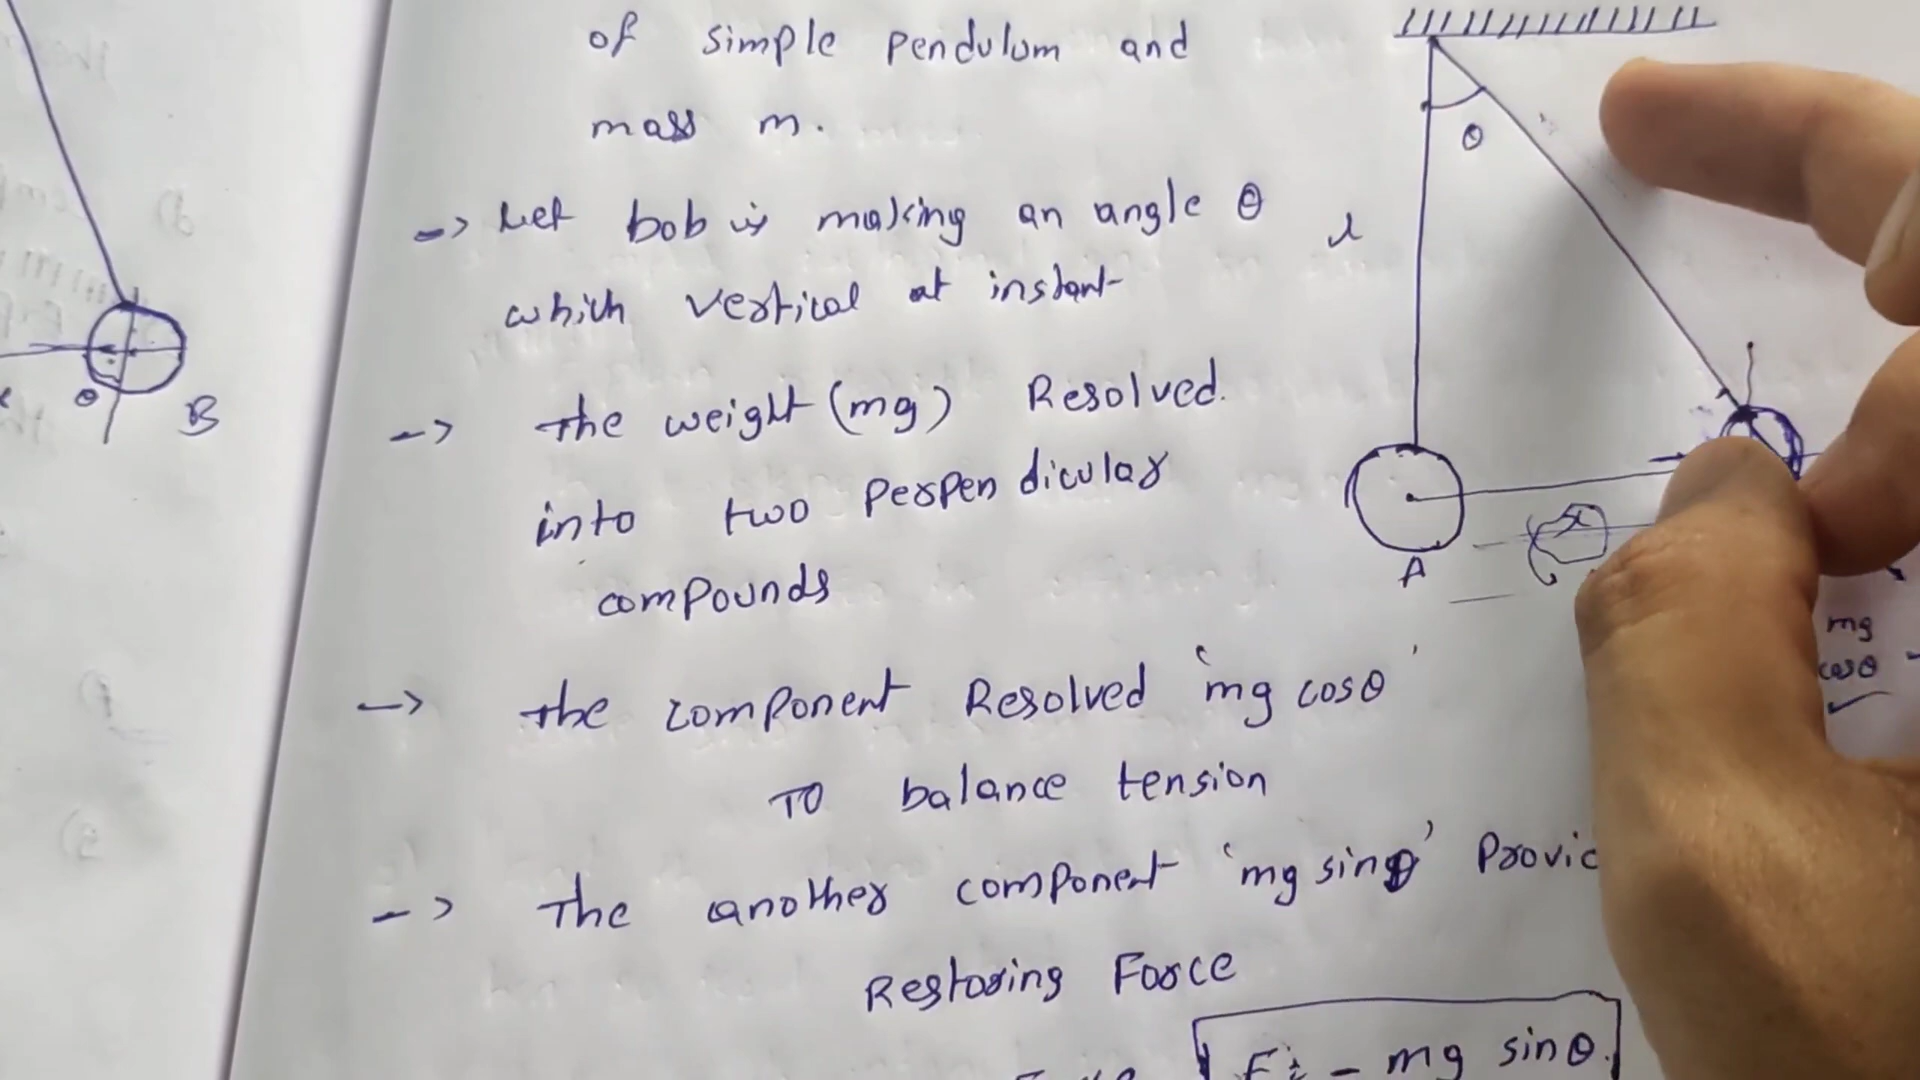 of simple pendulum and
mass m.
-> Let bob is making an angle θ
which vertical at instant
-> The weight (mg) Resolved.
into two Perpendicular
compounds
-> The component Resolved 'mg cosθ'
TO balance tension
-> The another component 'mg sinθ'
Restoring Force
F = - mg sinθ.
θ
l
A
mg
cosθ
B
θ